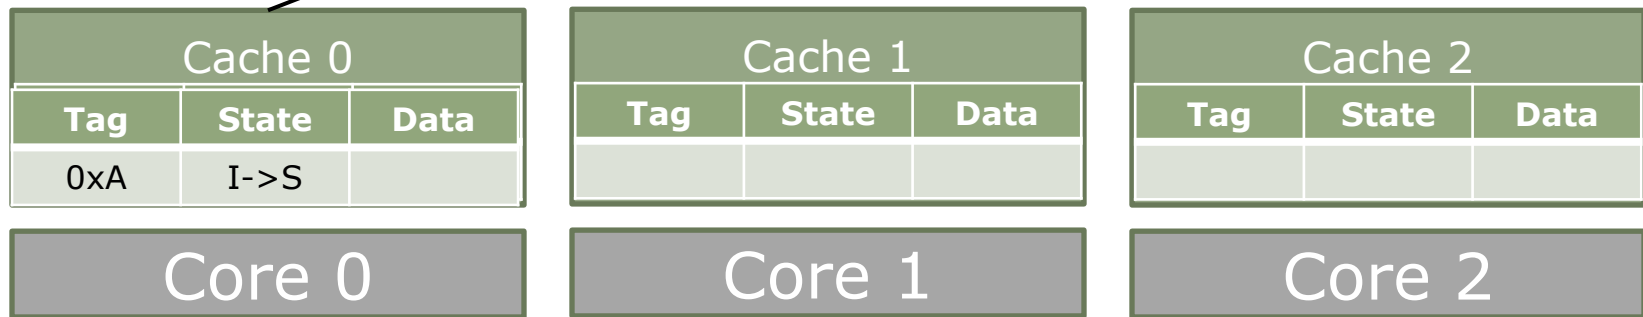 Cache 0
Tag State Data
0xA I->S
Core 0
Cache 1
Tag State Data
Core 1
Cache 2
Tag State Data
Core 2